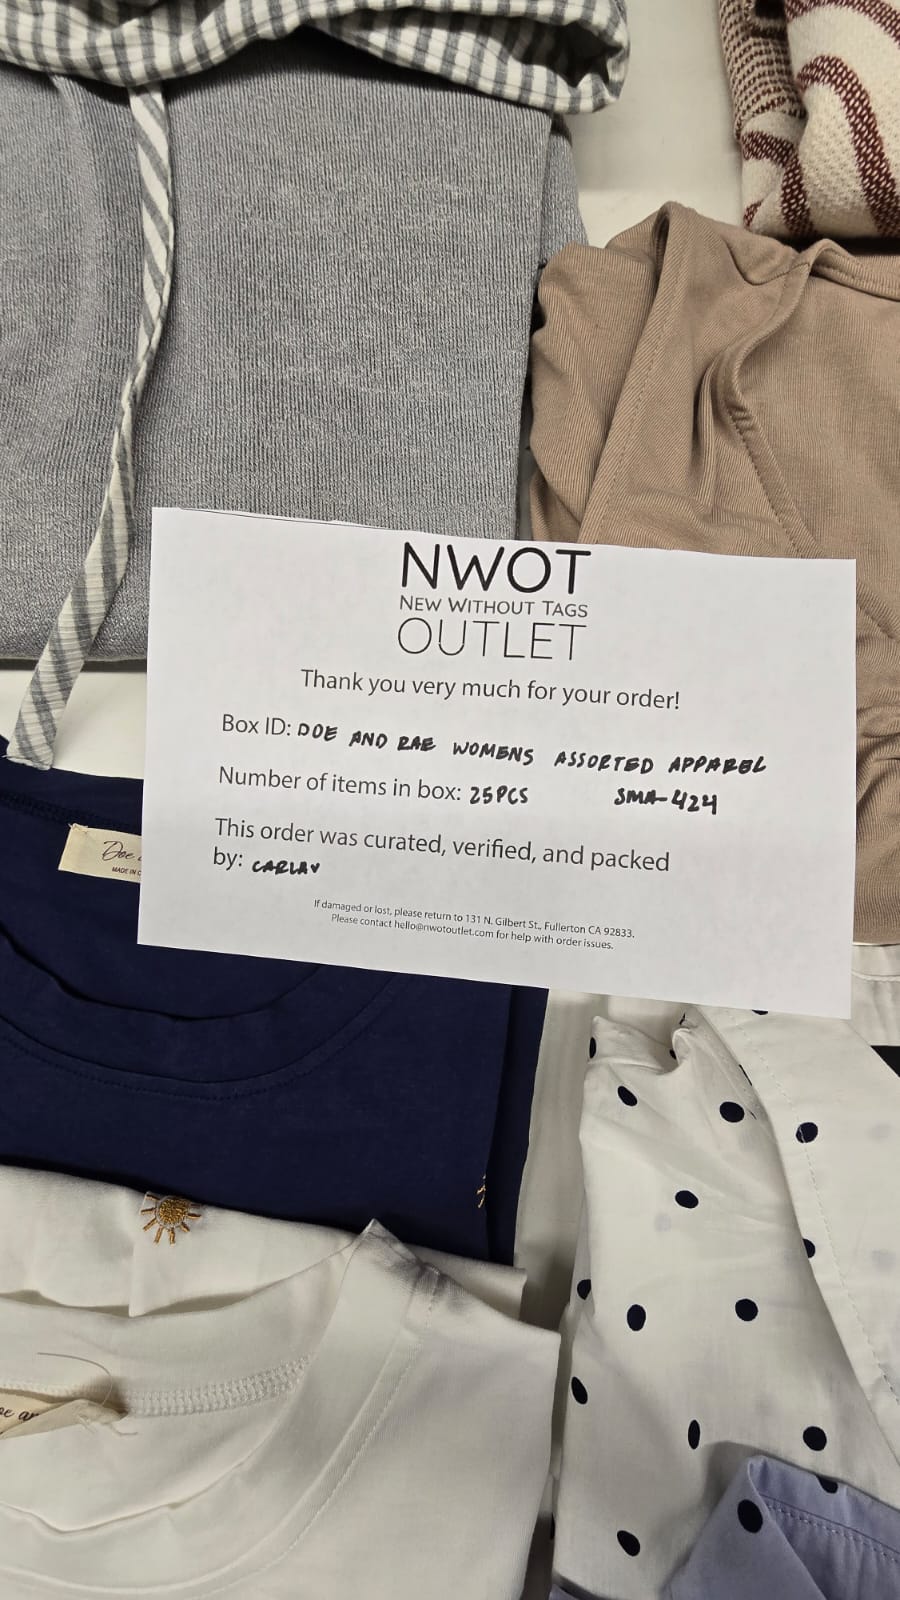 NWOT
NEW WITHOUT TAGS
OUTLET
Thank you very much for your order!
Box ID: DOE AND RAE WOMENS ASSORTED APPAREL
Number of items in box: 25PCS SMA-424
This order was curated, verified, and packed
by: CARLAV
If damaged or lost, please return to 131 N. Gilbert St., Fullerton CA 92833.
Please contact hello@nwotoutlet.com for help with order issues.
Doe
MADE IN